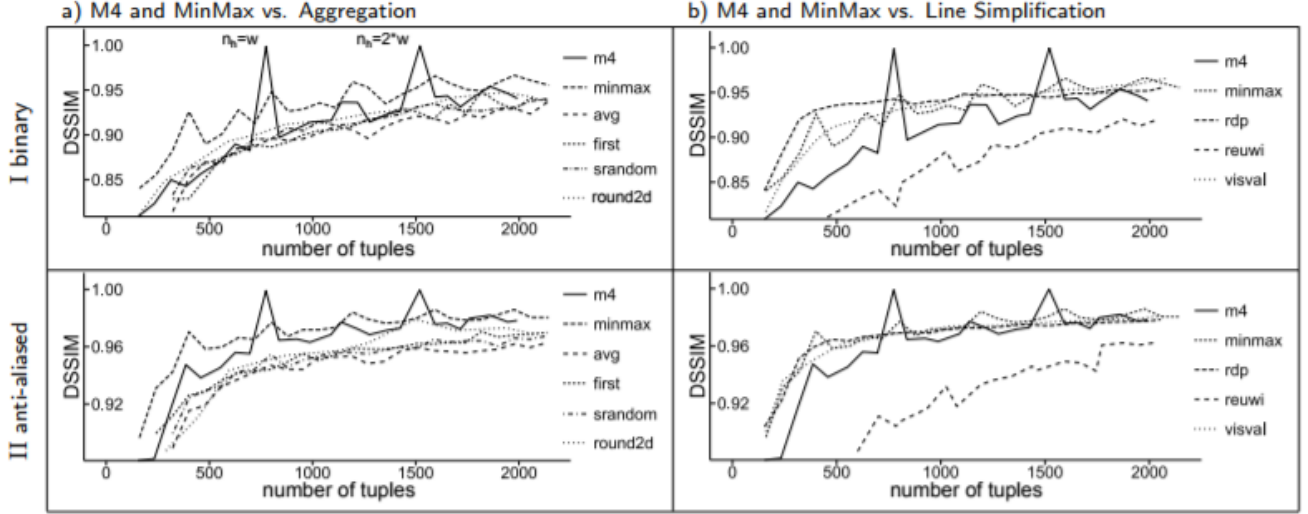 a) M4 and MinMax vs. Aggregation
b) M4 and MinMax vs. Line Simplification
I binary
DSSIM
1.00
0.95
0.90
0.85
nh=w
nh=2*w
m4
minmax
avg
first
srandom
round2d
0
500
1000
1500
2000
number of tuples
DSSIM
1.00
0.95
0.90
0.85
m4
minmax
rdp
reuwi
visval
0
500
1000
1500
2000
number of tuples
II anti-aliased
DSSIM
1.00
0.96
0.92
m4
minmax
avg
first
srandom
round2d
0
500
1000
1500
2000
number of tuples
DSSIM
1.00
0.96
0.92
m4
minmax
rdp
reuwi
visval
0
500
1000
1500
2000
number of tuples